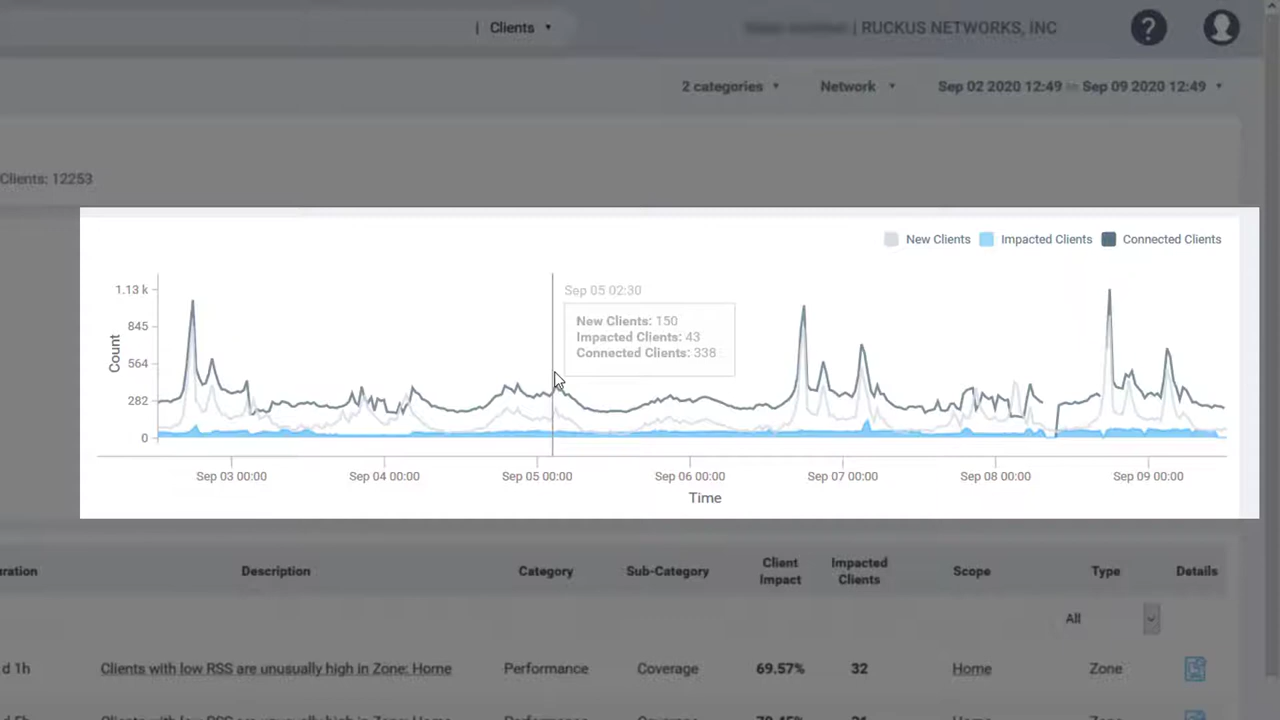 | Clients
| RUCKUS NETWORKS, INC
?
2 categories
Network
Sep 02 2020 12:49 – Sep 09 2020 12:49
Clients: 12253
New Clients
Impacted Clients
Connected Clients
1.13 k
845
564
282
0
Count
Sep 05 02:30
New Clients: 150
Impacted Clients: 43
Connected Clients: 338
Sep 03 00:00
Sep 04 00:00
Sep 05 00:00
Sep 06 00:00
Sep 07 00:00
Sep 08 00:00
Sep 09 00:00
Time
uration
Description
Category
Sub-Category
Client
Impact
Impacted
Clients
Scope
Type
Details
All
d 1h
Clients with low RSS are unusually high in Zone: Home
Performance
Coverage
69.57%
32
Home
Zone